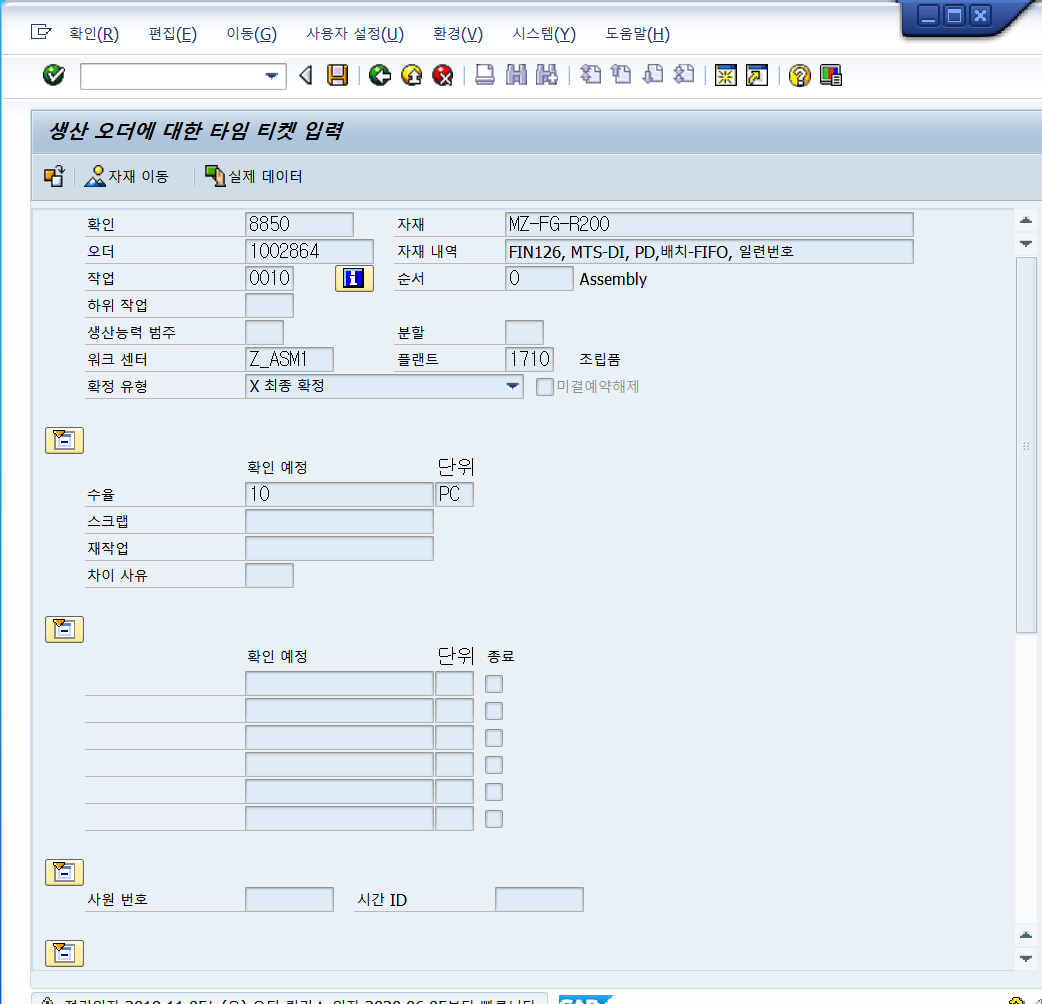 확인(R) 편집(E) 이동(G) 사용자 설정(U) 환경(V) 시스템(Y) 도움말(H)
생산 오더에 대한 타임 티켓 입력
자재 이동 실제 데이터
확인 8850 자재 MZ-FG-R200
오더 1002864 자재 내역 FIN126, MTS-DI, PD,배치-FIFO, 일련번호
작업 0010 순서 0 Assembly
하위 작업
생산능력 범주 분할
워크 센터 Z_ASM1 플랜트 1710 조립품
확정 유형 X 최종 확정 미결예약해제
확인 예정 단위
수율 10 PC
스크랩
재작업
차이 사유
확인 예정 단위 종료
사원 번호 시간 ID